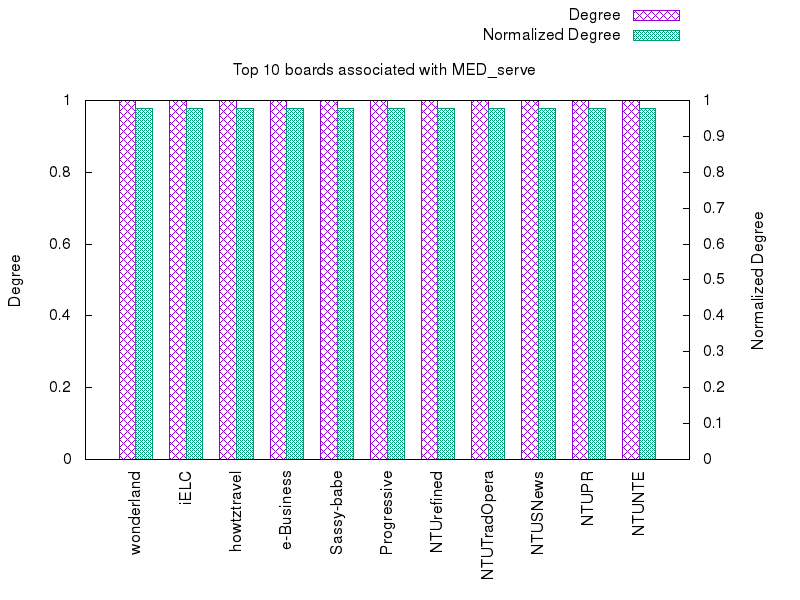 Degree
Normalized Degree
Top 10 boards associated with MED_serve
1
0.8
0.6
0.4
0.2
0
Degree
1
0.9
0.8
0.7
0.6
0.5
0.4
0.3
0.2
0.1
0
Normalized Degree
wonderland
iELC
howtztravel
e-Business
Sassy-babe
Progressive
NTUrefined
NTUTradOpera
NTUSNews
NTUPR
NTUNTE